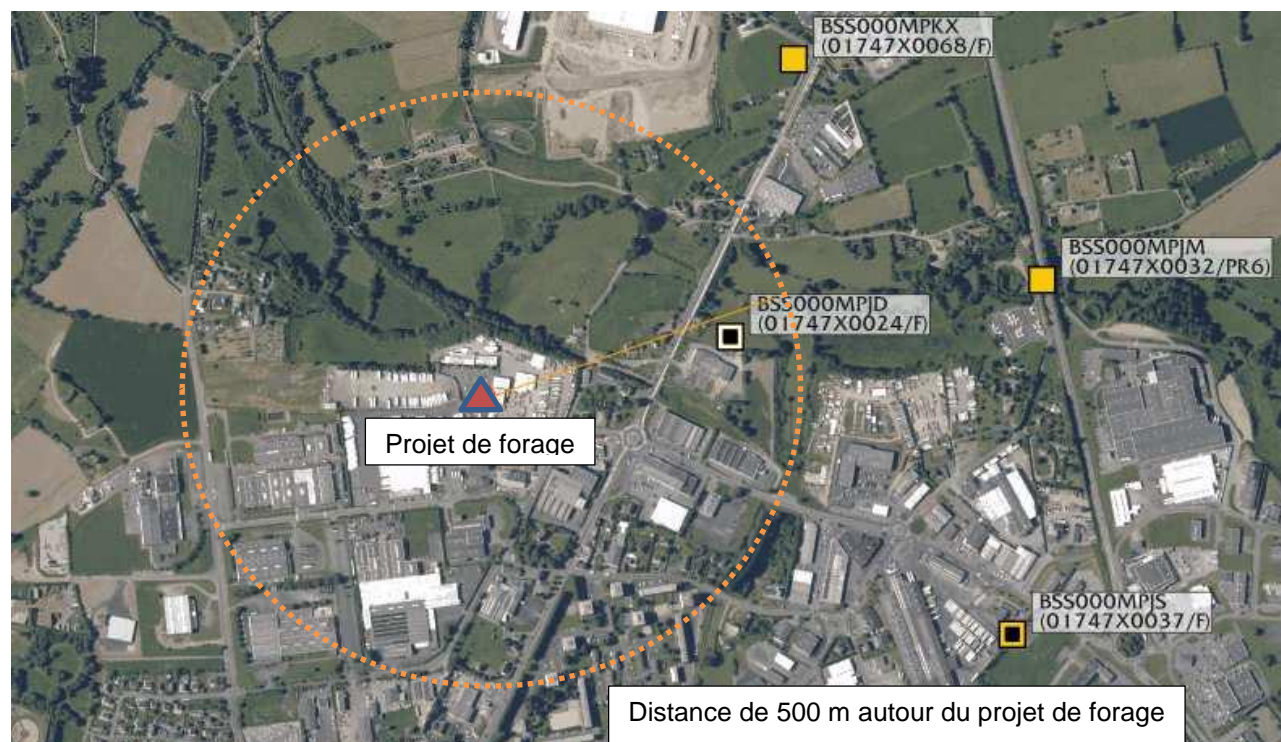 BSS000MPKX
(01747X0068/F)
BSS000MPJM
(01747X0032/PR6)
BSS000MPJD
(01747X0024/F)
Projet de forage
BSS000MPJS
(01747X0037/F)
Distance de 500 m autour du projet de forage